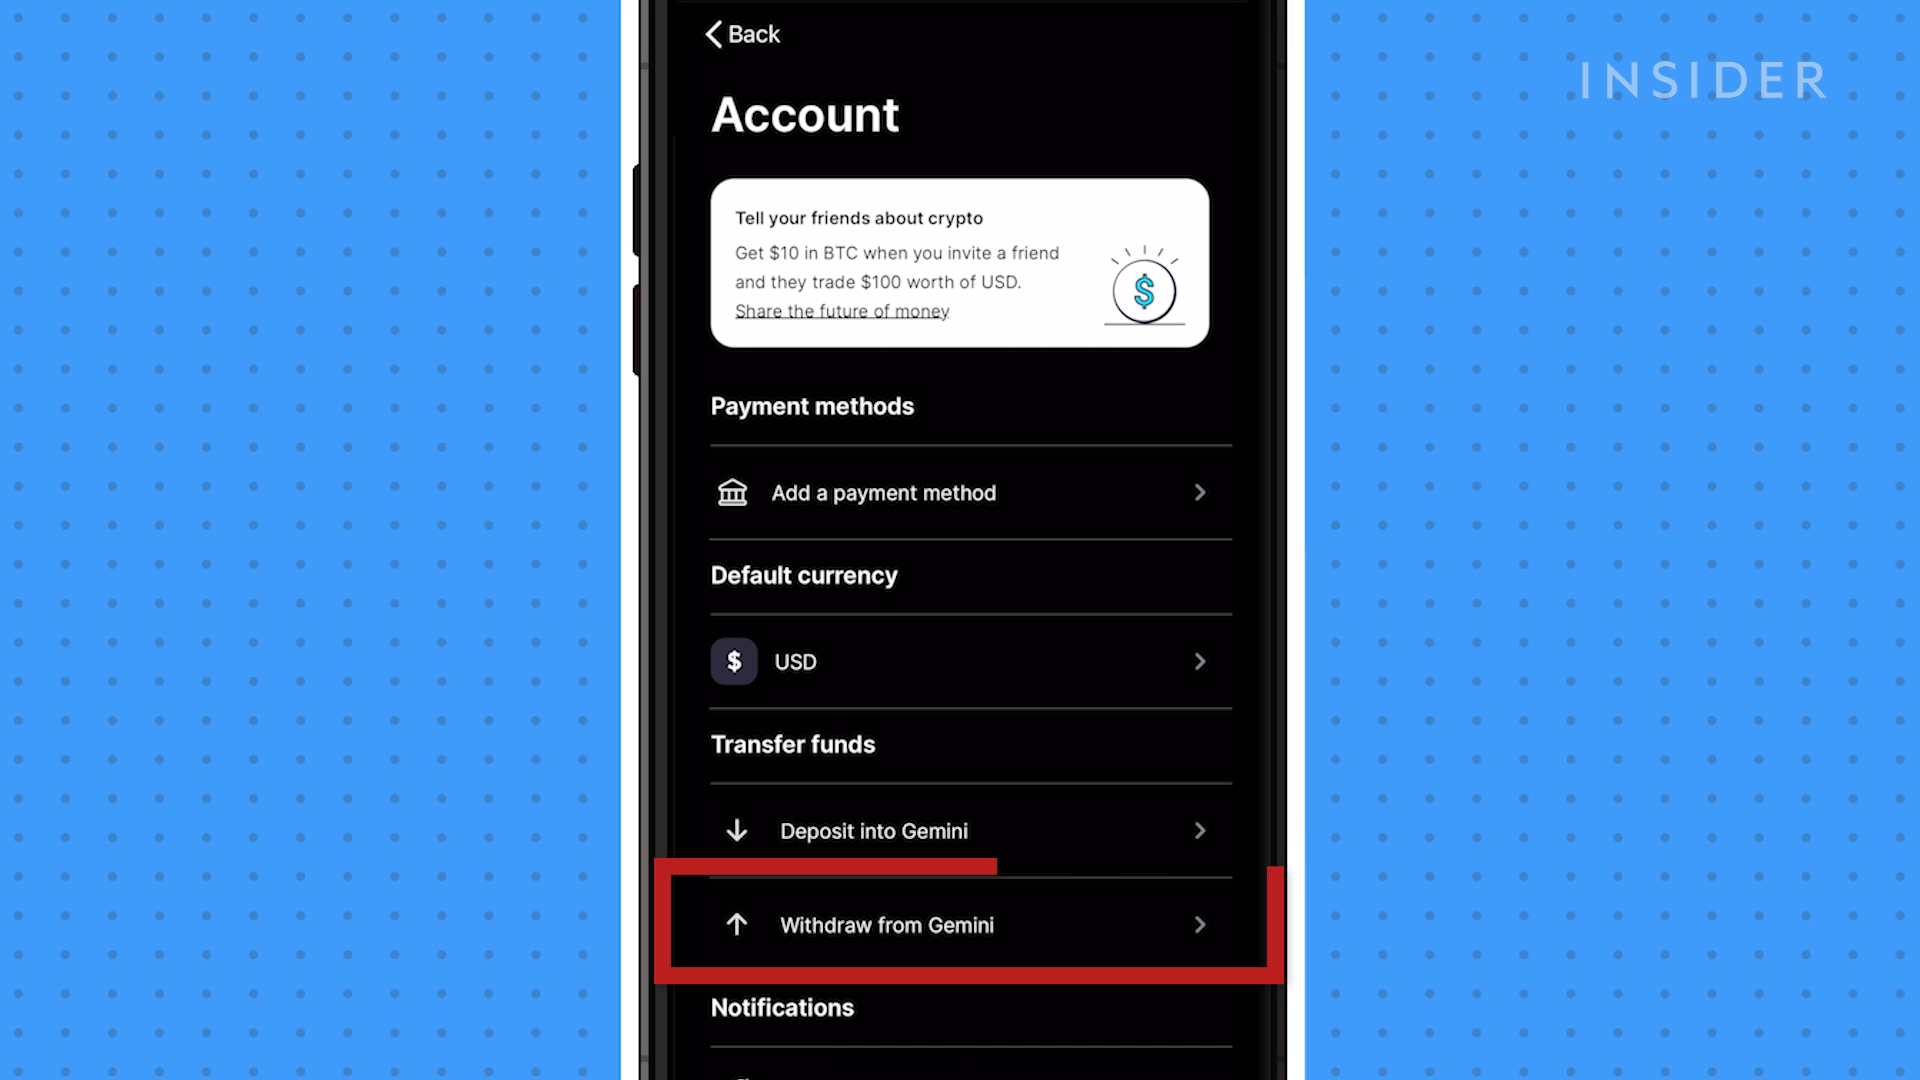 Back
INSIDER
Account
Tell your friends about crypto
Get $10 in BTC when you invite a friend
and they trade $100 worth of USD.
Share the future of money
$
Payment methods
Add a payment method
Default currency
$ USD
Transfer funds
Deposit into Gemini
Withdraw from Gemini
Notifications